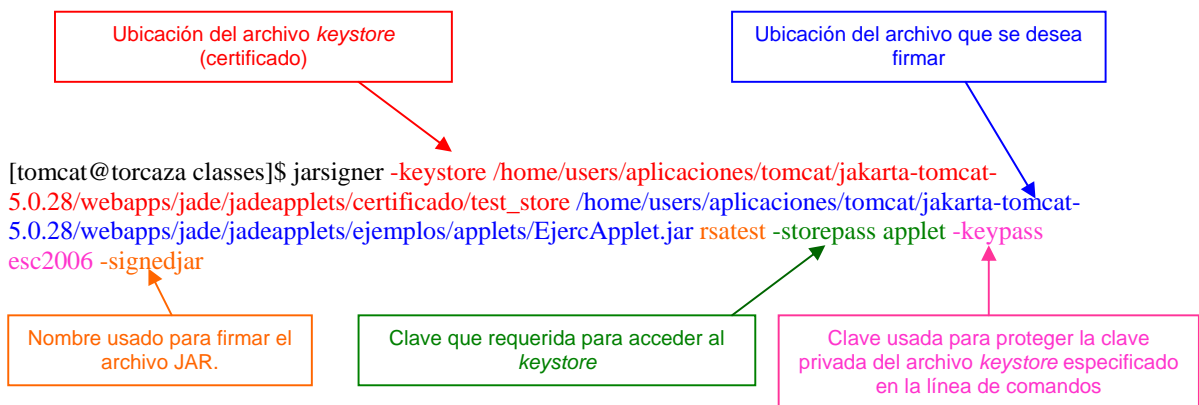 Ubicación del archivo keystore
(certificado)
Ubicación del archivo que se desea
firmar
[tomcat@torcaza classes]$ jarsigner -keystore /home/users/aplicaciones/tomcat/jakarta-tomcat-
5.0.28/webapps/jade/jadeapplets/certificado/test_store /home/users/aplicaciones/tomcat/jakarta-tomcat-
5.0.28/webapps/jade/jadeapplets/ejemplos/applets/EjercApplet.jar rsatest -storepass applet -keypass
esc2006 -signedjar
Nombre usado para firmar el
archivo JAR.
Clave que requerida para acceder al
keystore
Clave usada para proteger la clave
privada del archivo keystore especificado
en la línea de comandos